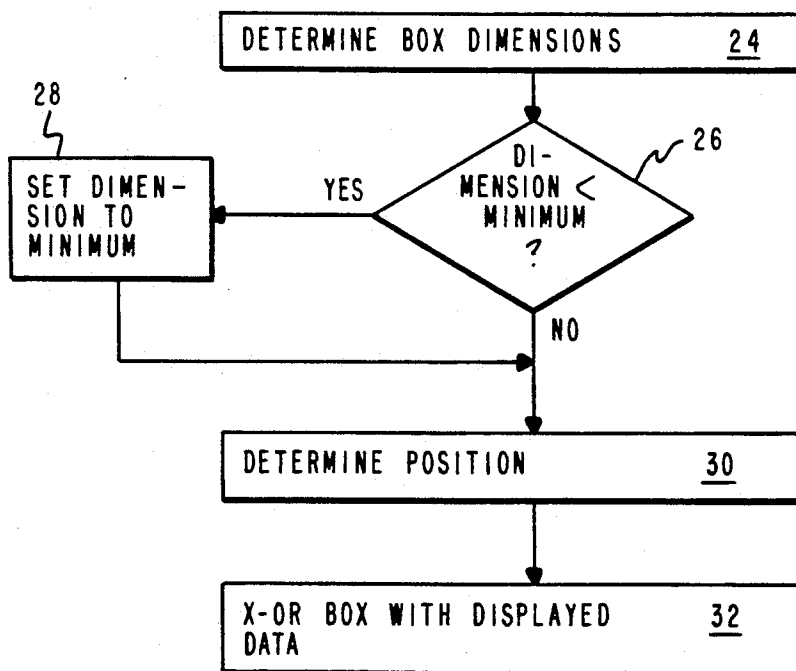 DETERMINE BOX DIMENSIONS 24
28
26
DI-
MENSION <
MINIMUM
?
YES
SET DIMEN-
SION TO
MINIMUM
NO
DETERMINE POSITION 30
X-OR BOX WITH DISPLAYED 32
DATA